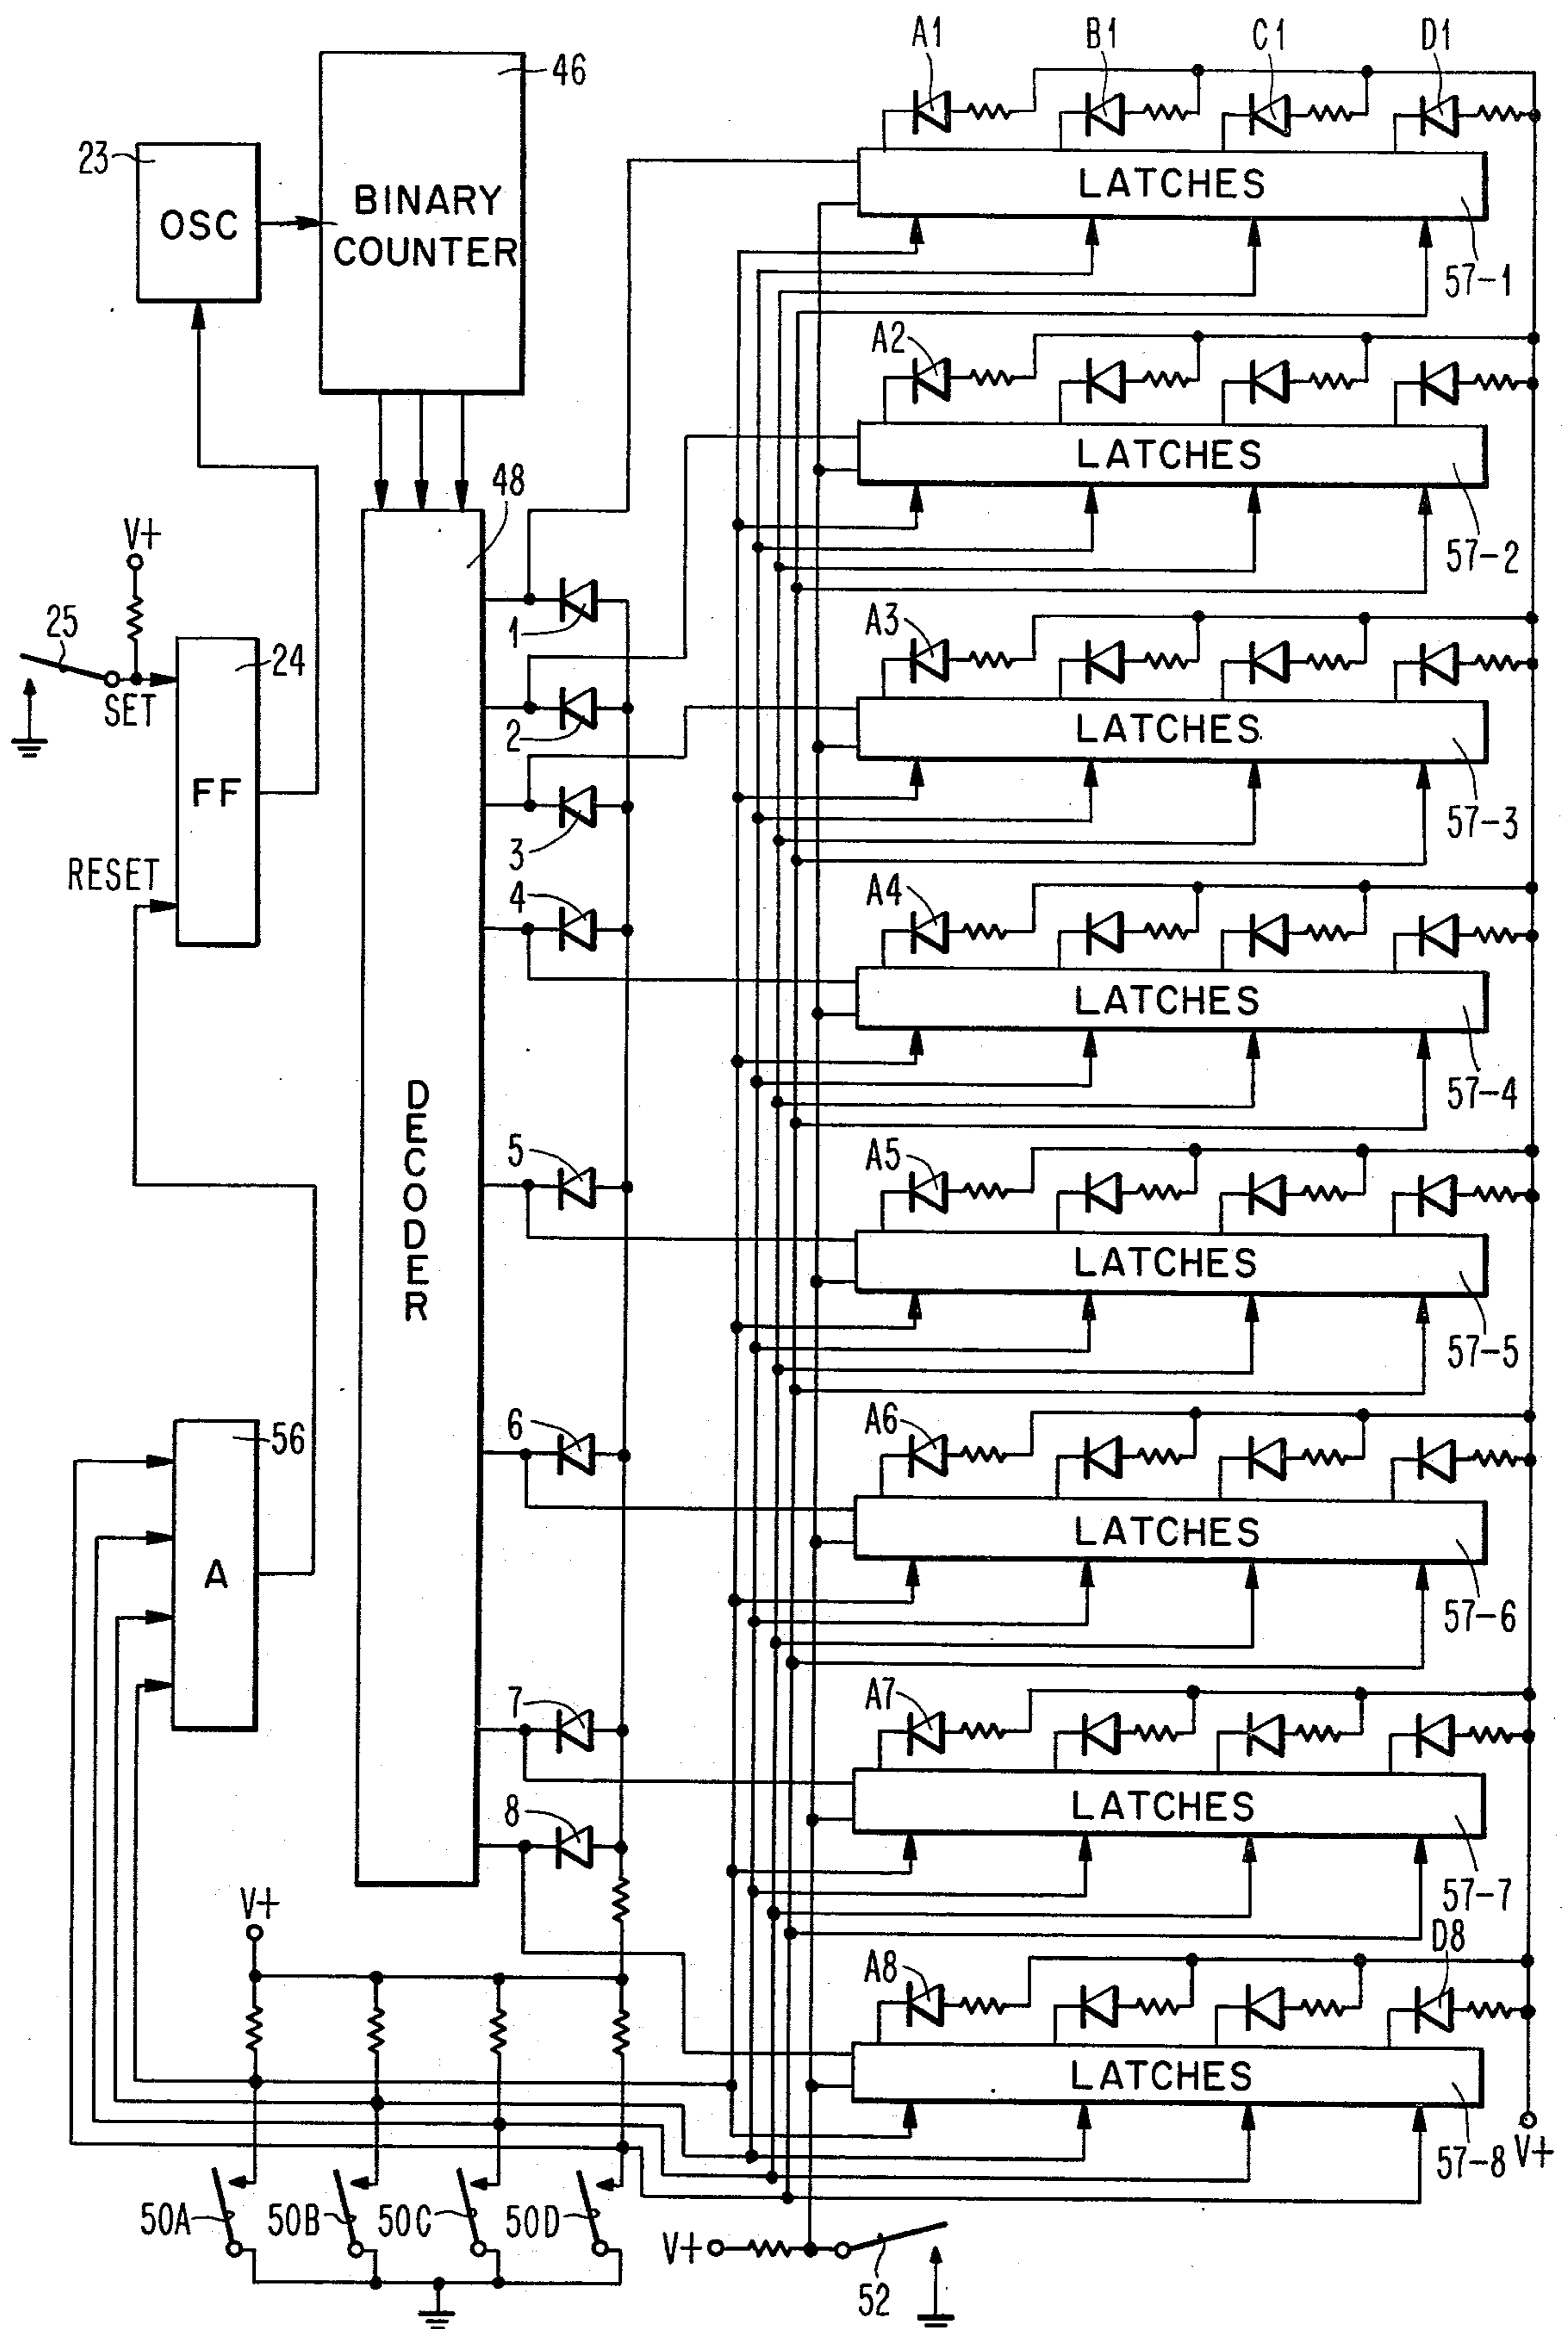 A1
B1
C1
D1
46
23
OSC
BINARY
COUNTER
LATCHES
57-1
A2
LATCHES
57-2
48
V+
25
SET
24
FF
RESET
1
2
3
4
5
6
7
8
DECODER
A3
LATCHES
57-3
A4
LATCHES
57-4
A5
LATCHES
57-5
56
A
A6
LATCHES
57-6
A7
LATCHES
57-7
V+
A8
D8
LATCHES
57-8
V+
50A
50B
50C
50D
V+
52